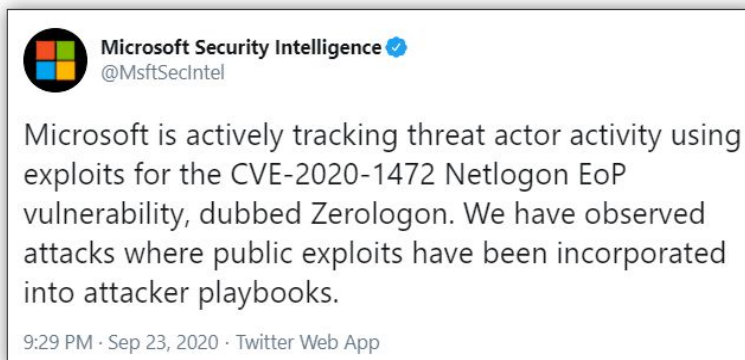 Microsoft Security Intelligence
@MsftSecIntel
Microsoft is actively tracking threat actor activity using
exploits for the CVE-2020-1472 Netlogon EoP
vulnerability, dubbed Zerologon. We have observed
attacks where public exploits have been incorporated
into attacker playbooks.
9:29 PM · Sep 23, 2020 · Twitter Web App